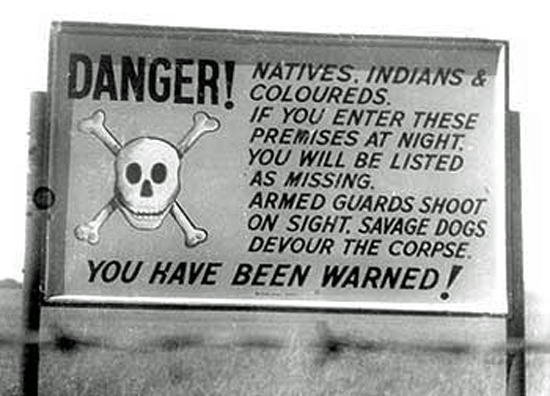 DANGER!
NATIVES, INDIANS &
COLOUREDS.
IF YOU ENTER THESE
PREMISES AT NIGHT.
YOU WILL BE LISTED
AS MISSING.
ARMED GUARDS SHOOT
ON SIGHT. SAVAGE DOGS
DEVOUR THE CORPSE.
YOU HAVE BEEN WARNED!